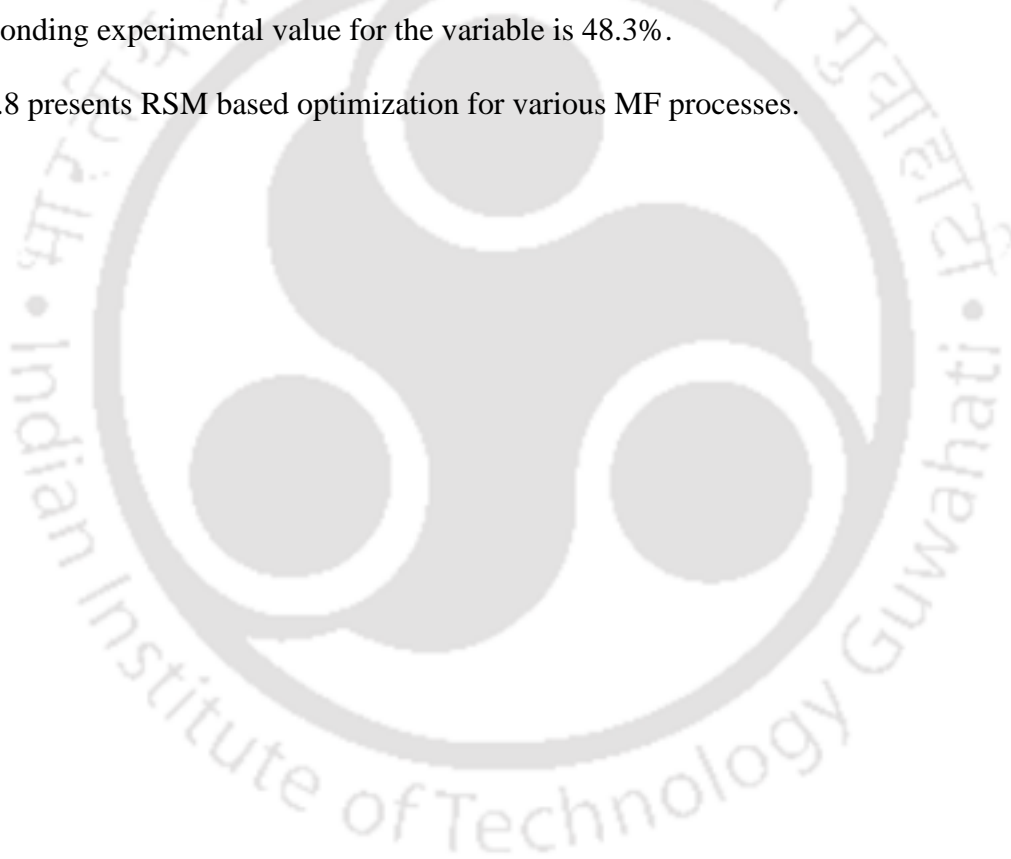 onding experimental value for the variable is 48.3%.
.8 presents RSM based optimization for various MF processes.
Indian Institute of Technology Guwahati